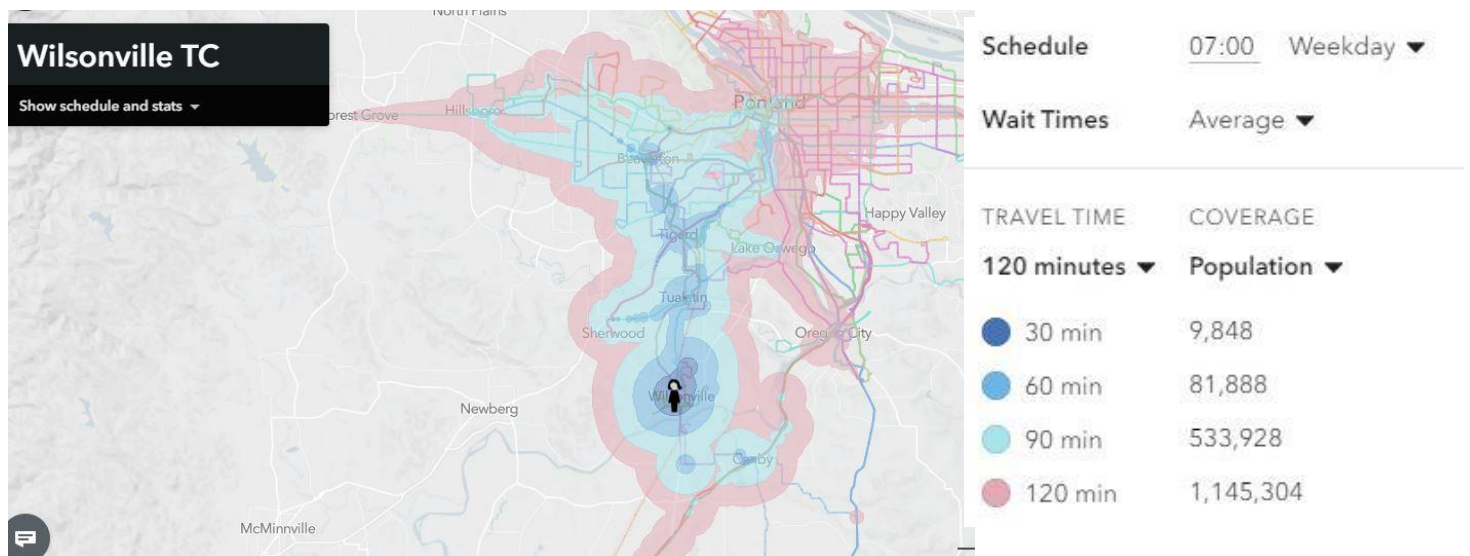 North Plains
Wilsonville TC
Show schedule and stats
orest Grove
Hillsboro
Portland
Beaverton
Happy Valley
Tigard
Lake Oswego
Tualatin
Sherwood
Oregon City
Wilsonville
Newberg
Canby
McMinnville
Schedule 07:00 Weekday
Wait Times Average
TRAVEL TIME COVERAGE
120 minutes Population
30 min 9,848
60 min 81,888
90 min 533,928
120 min 1,145,304